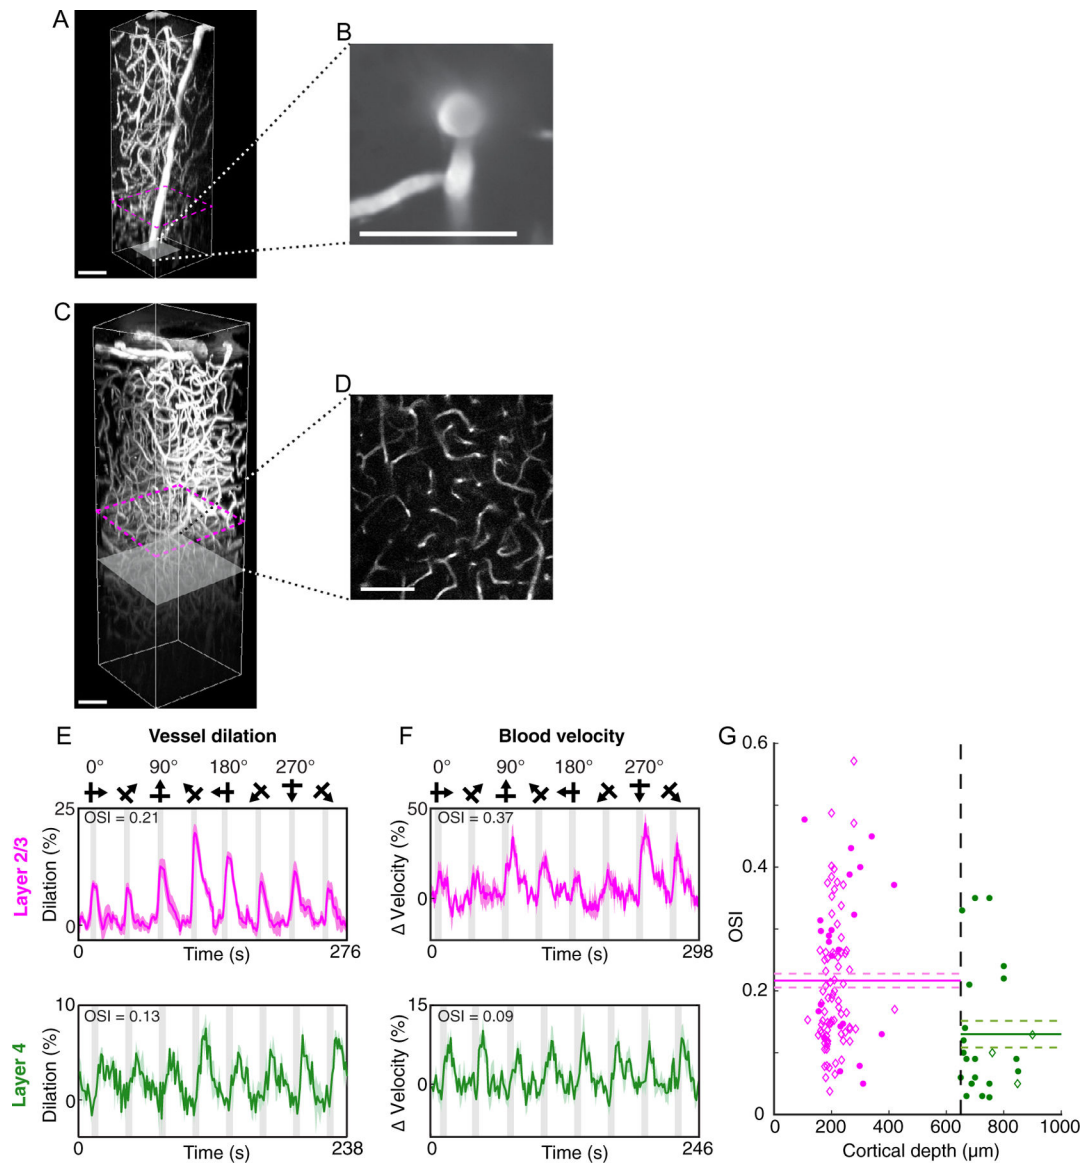 A
B
C
D
E
Vessel dilation
0° 90° 180° 270°
Layer 2/3
Dilation (%)
25
0
OSI = 0.21
0
Time (s)
276
F
Blood velocity
0° 90° 180° 270°
Δ Velocity (%)
50
0
OSI = 0.37
0
Time (s)
298
Layer 4
Dilation (%)
10
0
OSI = 0.13
0
Time (s)
238
Δ Velocity (%)
15
0
OSI = 0.09
0
Time (s)
246
G
OSI
0.6
0.4
0.2
0
0 200 400 600 800 1000
Cortical depth (μm)